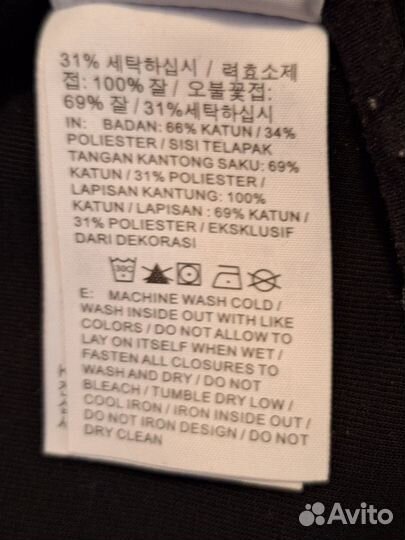 31% 세탁하십시 / 력효소제
접: 100% 잘 / 오불꽃접:
69% 잘 / 31%세탁하십시
IN: BADAN: 66% KATUN / 34%
POLIESTER / SISI TELAPAK
TANGAN KANTONG SAKU: 69%
KATUN / 31% POLIESTER /
LAPISAN KANTUNG: 100%
KATUN / LAPISAN : 69% KATUN /
31% POLIESTER / EKSKLUSIF
DARI DEKORASI
30C
E: MACHINE WASH COLD /
WASH INSIDE OUT WITH LIKE
COLORS / DO NOT ALLOW TO
LAY ON ITSELF WHEN WET /
FASTEN ALL CLOSURES TO
WASH AND DRY / DO NOT
BLEACH / TUMBLE DRY LOW /
COOL IRON / IRON INSIDE OUT /
DO NOT IRON DESIGN / DO NOT
DRY CLEAN
Avito